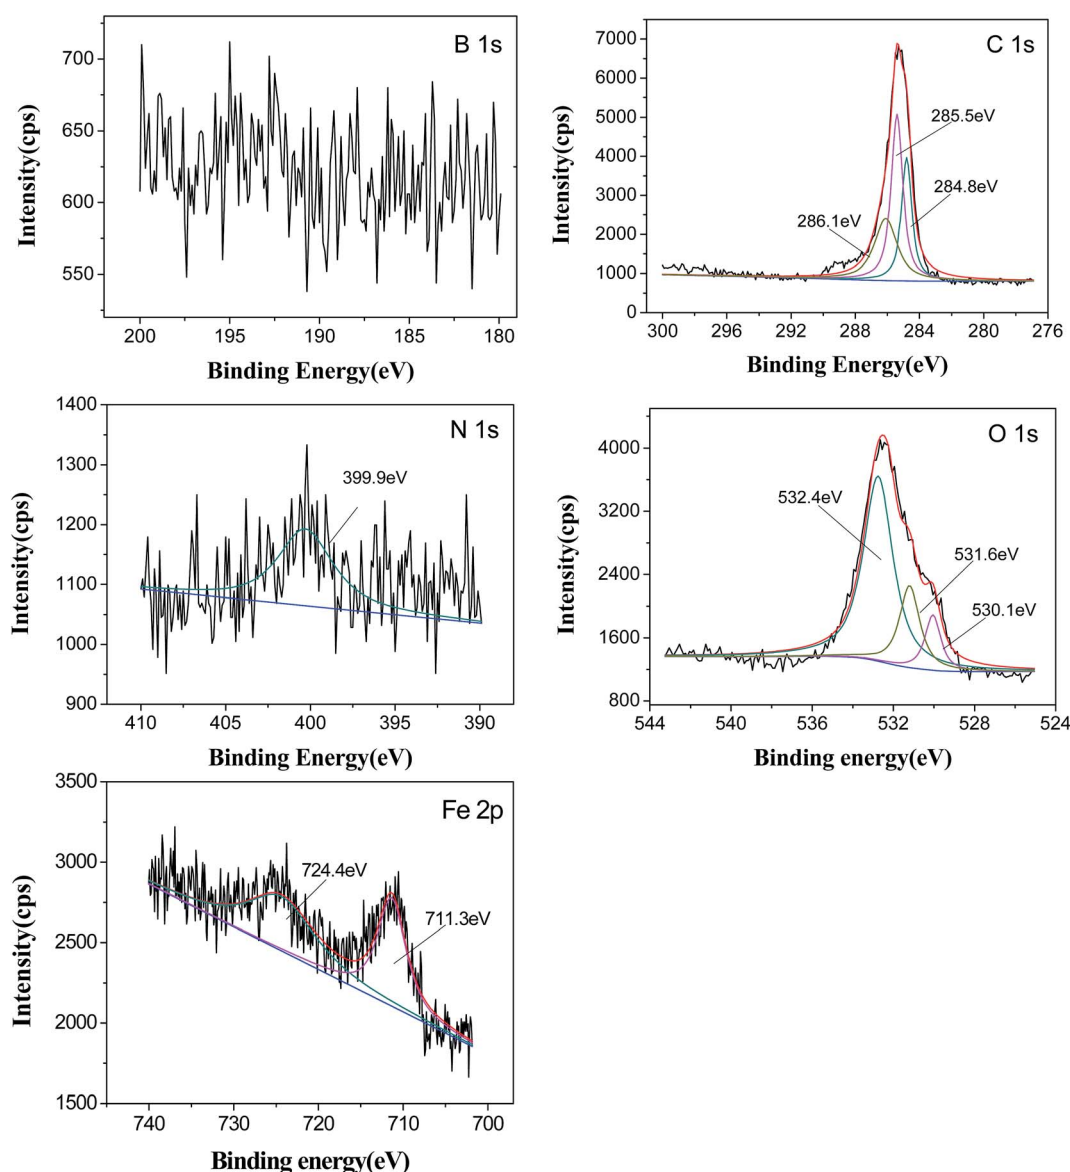 B 1s
700
650
600
550
Intensity(cps)
200 195 190 185 180
Binding Energy(eV)
C 1s
7000
6000
5000
4000
3000
2000
1000
0
Intensity(cps)
285.5eV
284.8eV
286.1eV
300 296 292 288 284 280 276
Binding Energy(eV)
N 1s
1400
1300
1200
1100
1000
900
Intensity(cps)
399.9eV
410 405 400 395 390
Binding Energy(eV)
O 1s
4000
3200
2400
1600
800
Intensity(cps)
532.4eV
531.6eV
530.1eV
544 540 536 532 528 524
Binding energy(eV)
Fe 2p
3500
3000
2500
2000
1500
Intensity(cps)
724.4eV
711.3eV
740 730 720 710 700
Binding energy(eV)